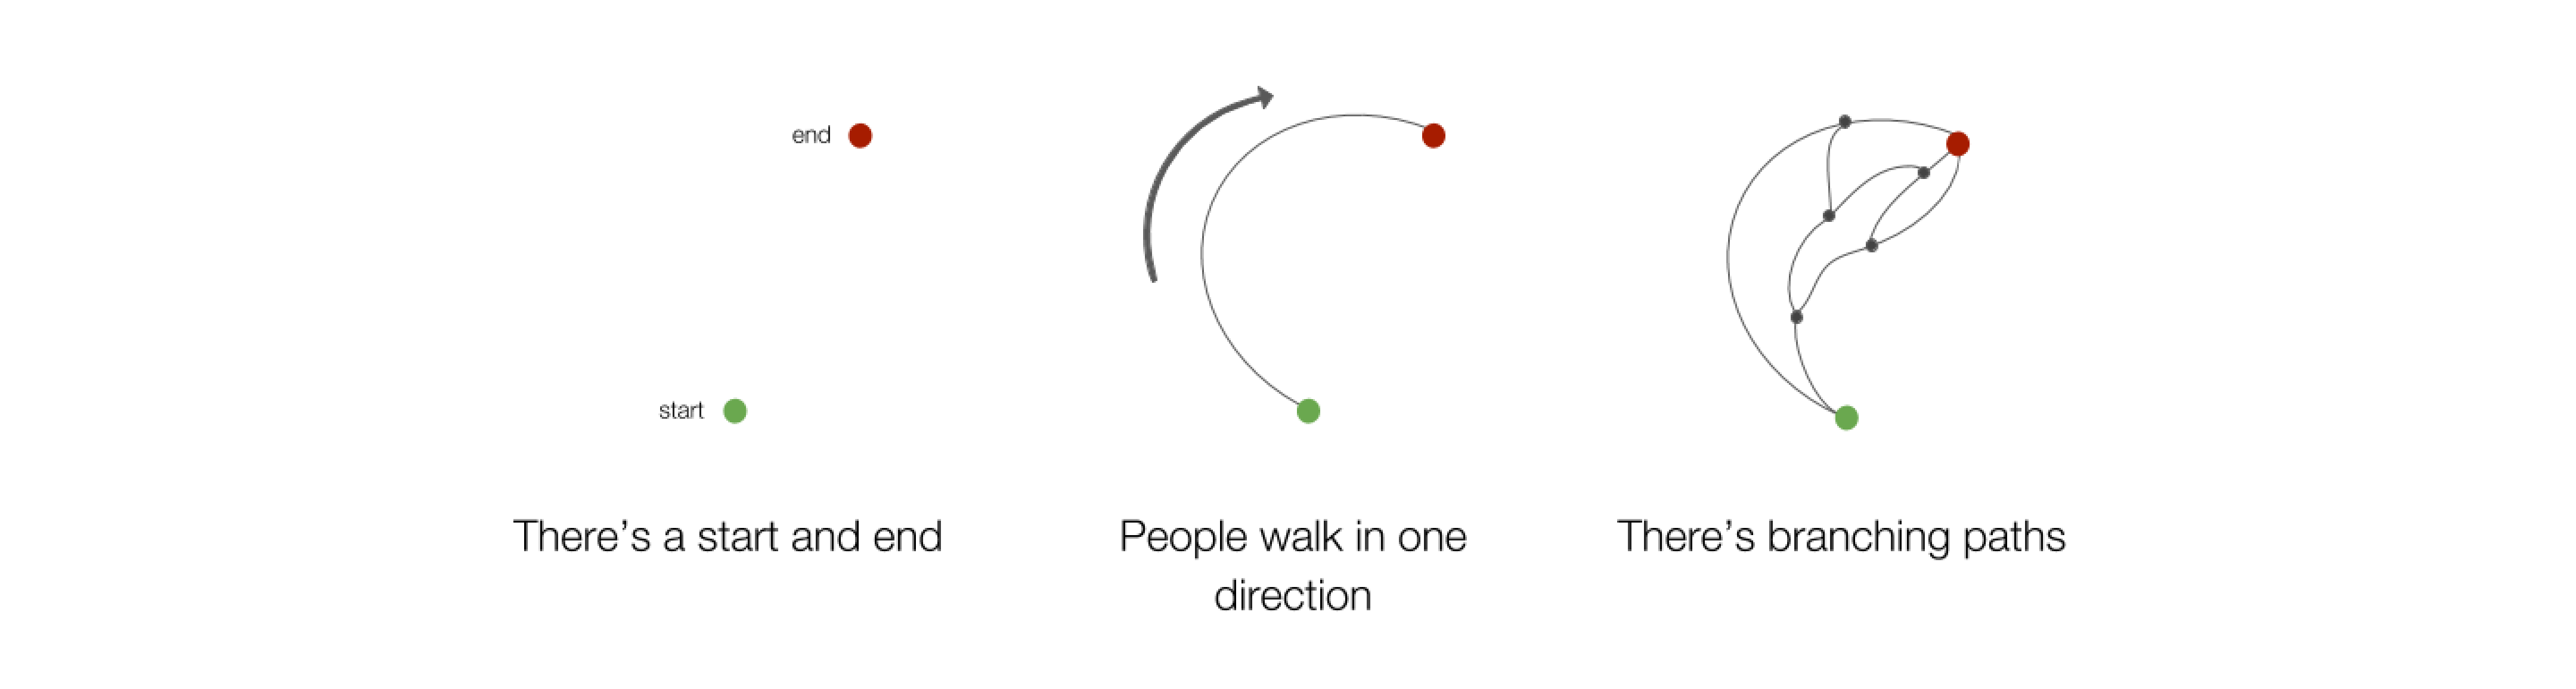 end
start
There’s a start and end
People walk in one
direction
There’s branching paths